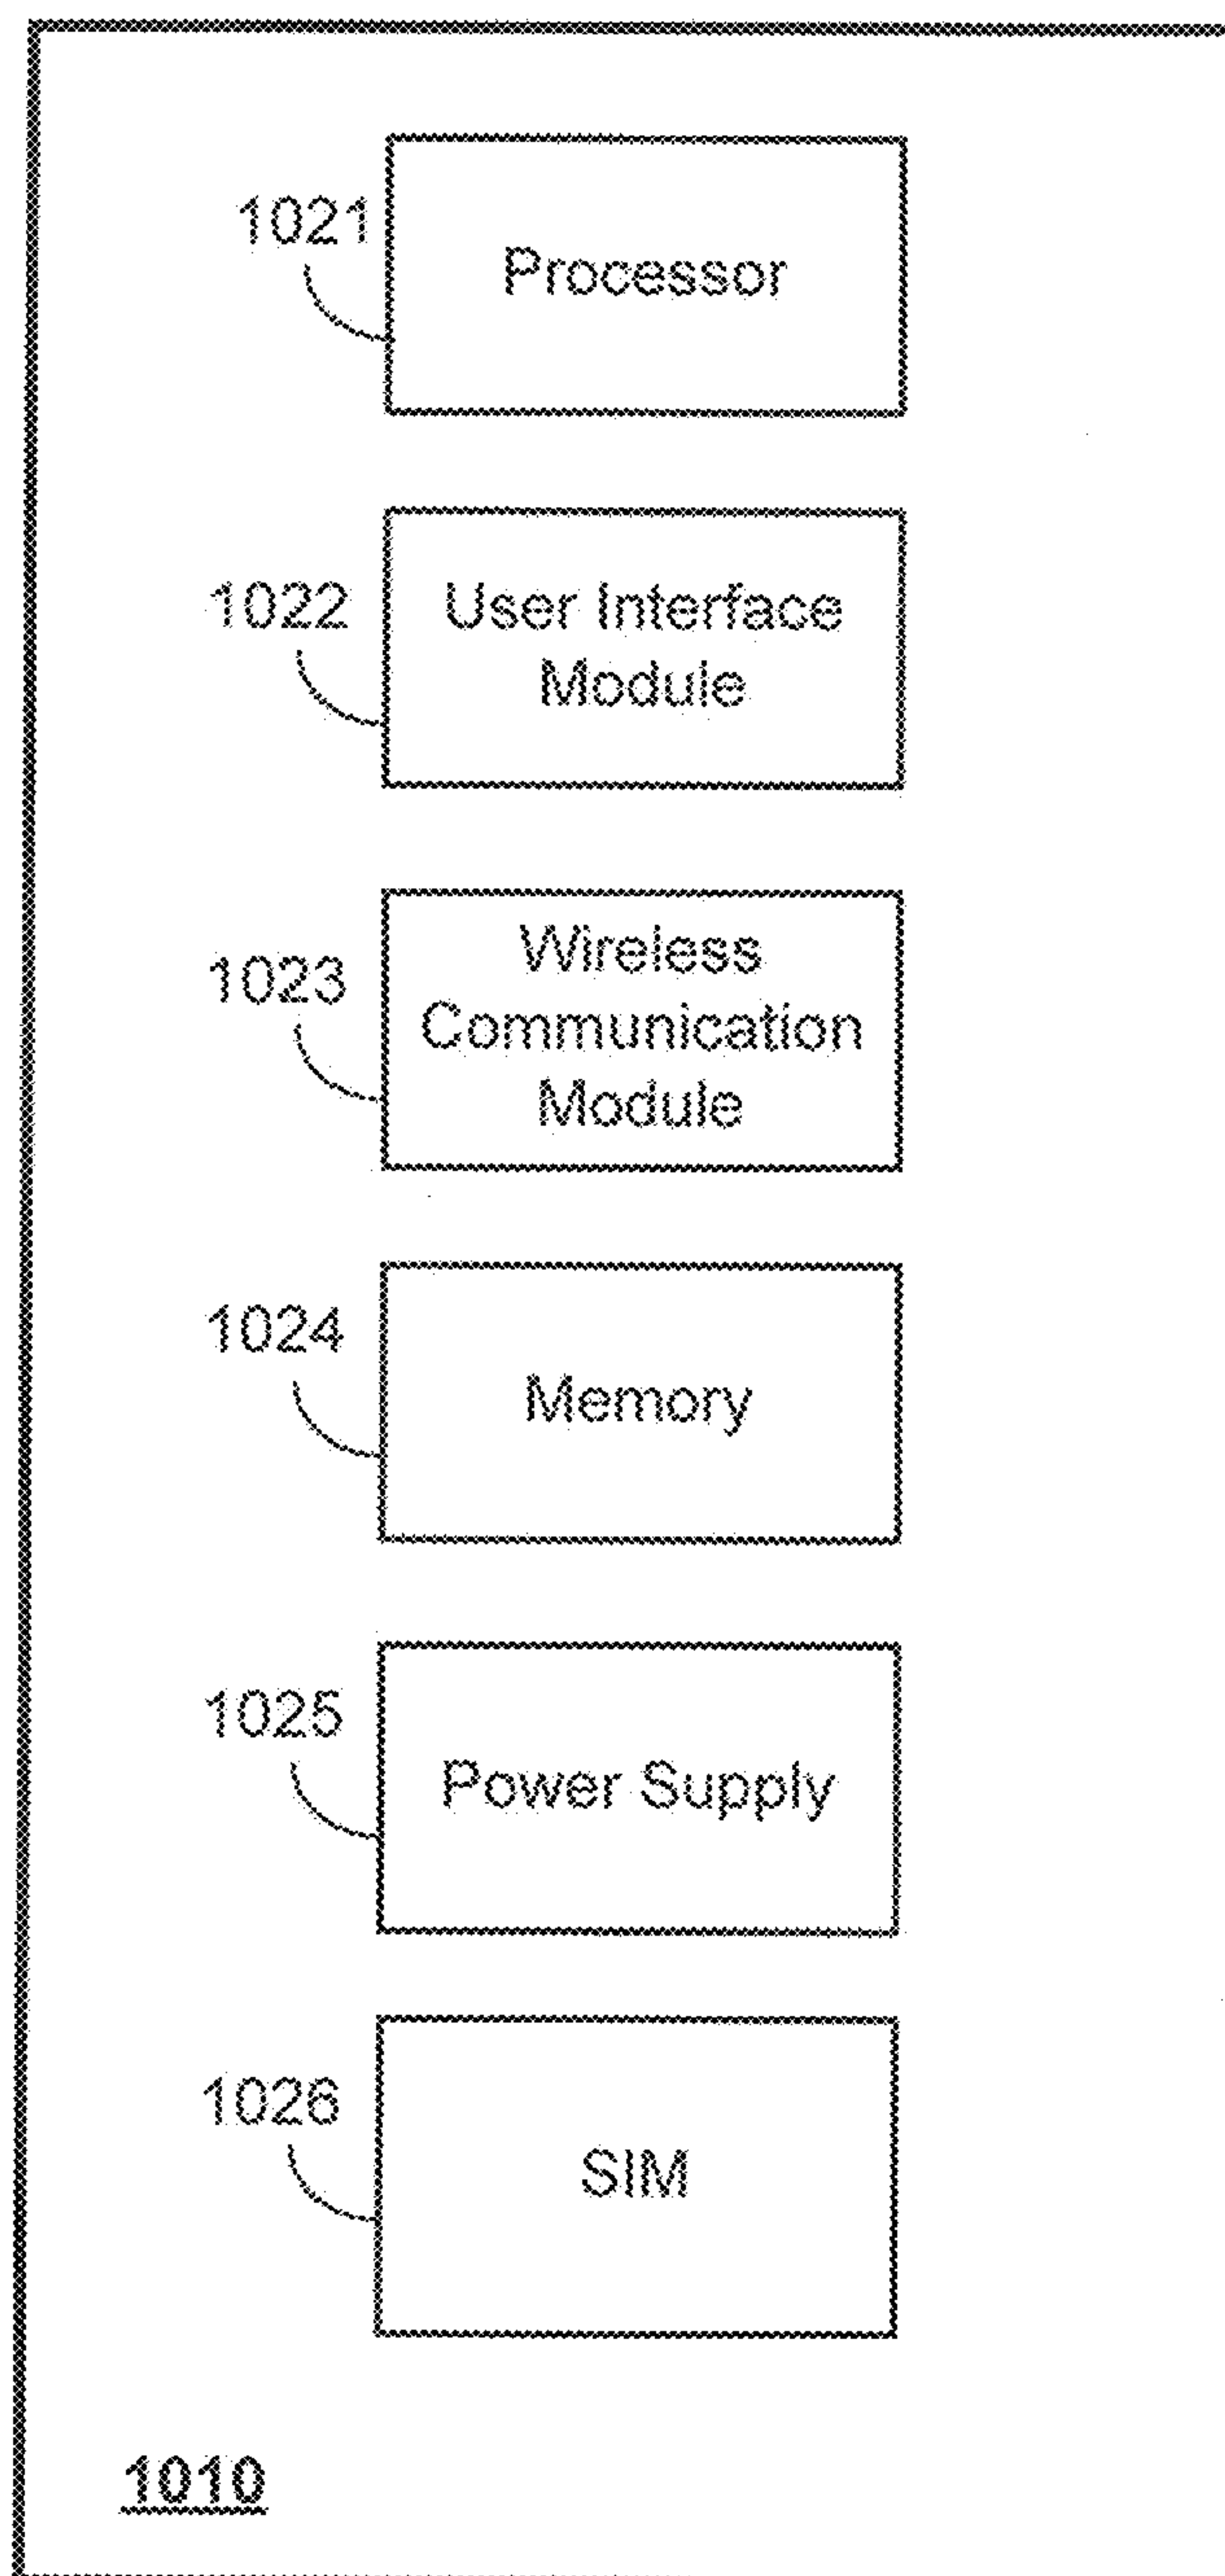 1021
Processor
1022
User Interface
Module
1023
Wireless
Communication
Module
1024
Memory
1025
Power Supply
1026
SIM
1010